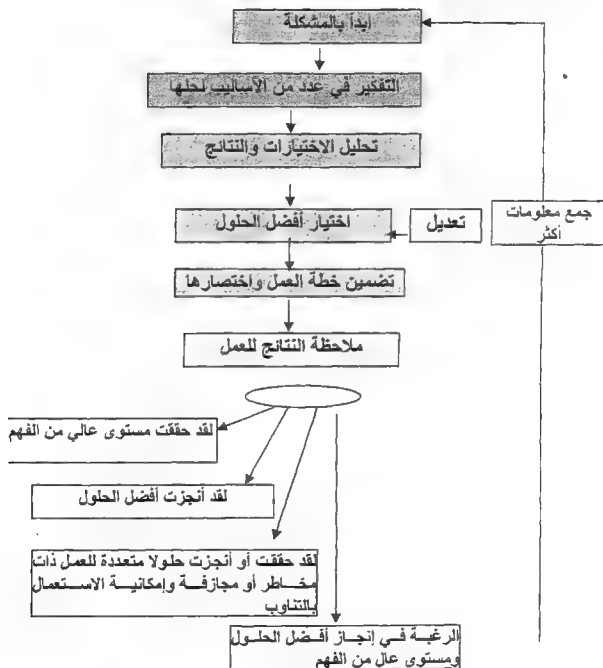 ابدأ بالمشكلة
التفكير في عدد من الأساليب لحلها
تحليل الاختيارات والنتائج
اختيار أفضل الحلول
تعديل
جمع معلومات
أكثر
تضمين خطة العمل واختصارها
ملاحظة النتائج للعمل
لقد حققت مستوى عالي من الفهم
لقد أنجزت أفضل الحلول
لقد حققت أو أنجزت حلولا متعددة للعمل ذات
مخاطر أو مجازفة وإمكانية الاستعمال
بالتناوب
الرغبة في إنجاز أفضل الحلول
ومستوى عال من الفهم